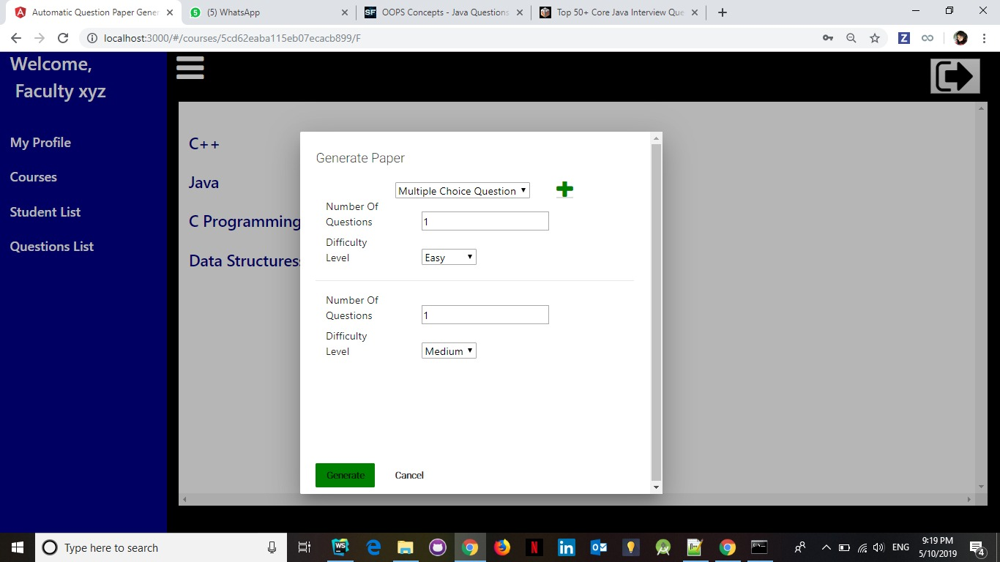 Automatic Question Paper Gener
(5) WhatsApp
OOPS Concepts - Java Questions
Top 50+ Core Java Interview Que
localhost:3000/#/courses/5cd62eaba115eb07ecacb899/F
Welcome,
Faculty xyz
My Profile
Courses
Student List
Questions List
C++
Java
C Programming
Data Structuress
Generate Paper
Multiple Choice Question
Number Of
Questions
1
Difficulty
Level
Easy
Number Of
Questions
1
Difficulty
Level
Medium
Generate
Cancel
Type here to search
ENG
9:19 PM
5/10/2019
4